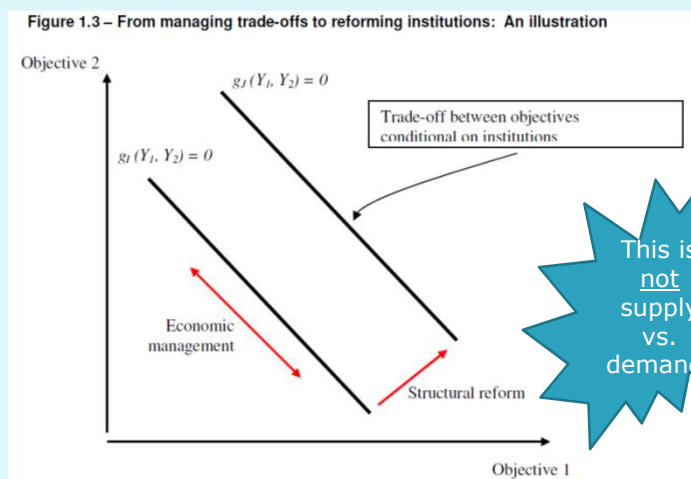 Figure 1.3 – From managing trade-offs to reforming institutions: An illustration
Objective 2
gJ (Y1, Y2) = 0
Trade-off between objectives
conditional on institutions
gI (Y1, Y2) = 0
This is
not
supply
vs.
demand
Economic
management
Structural reform
Objective 1